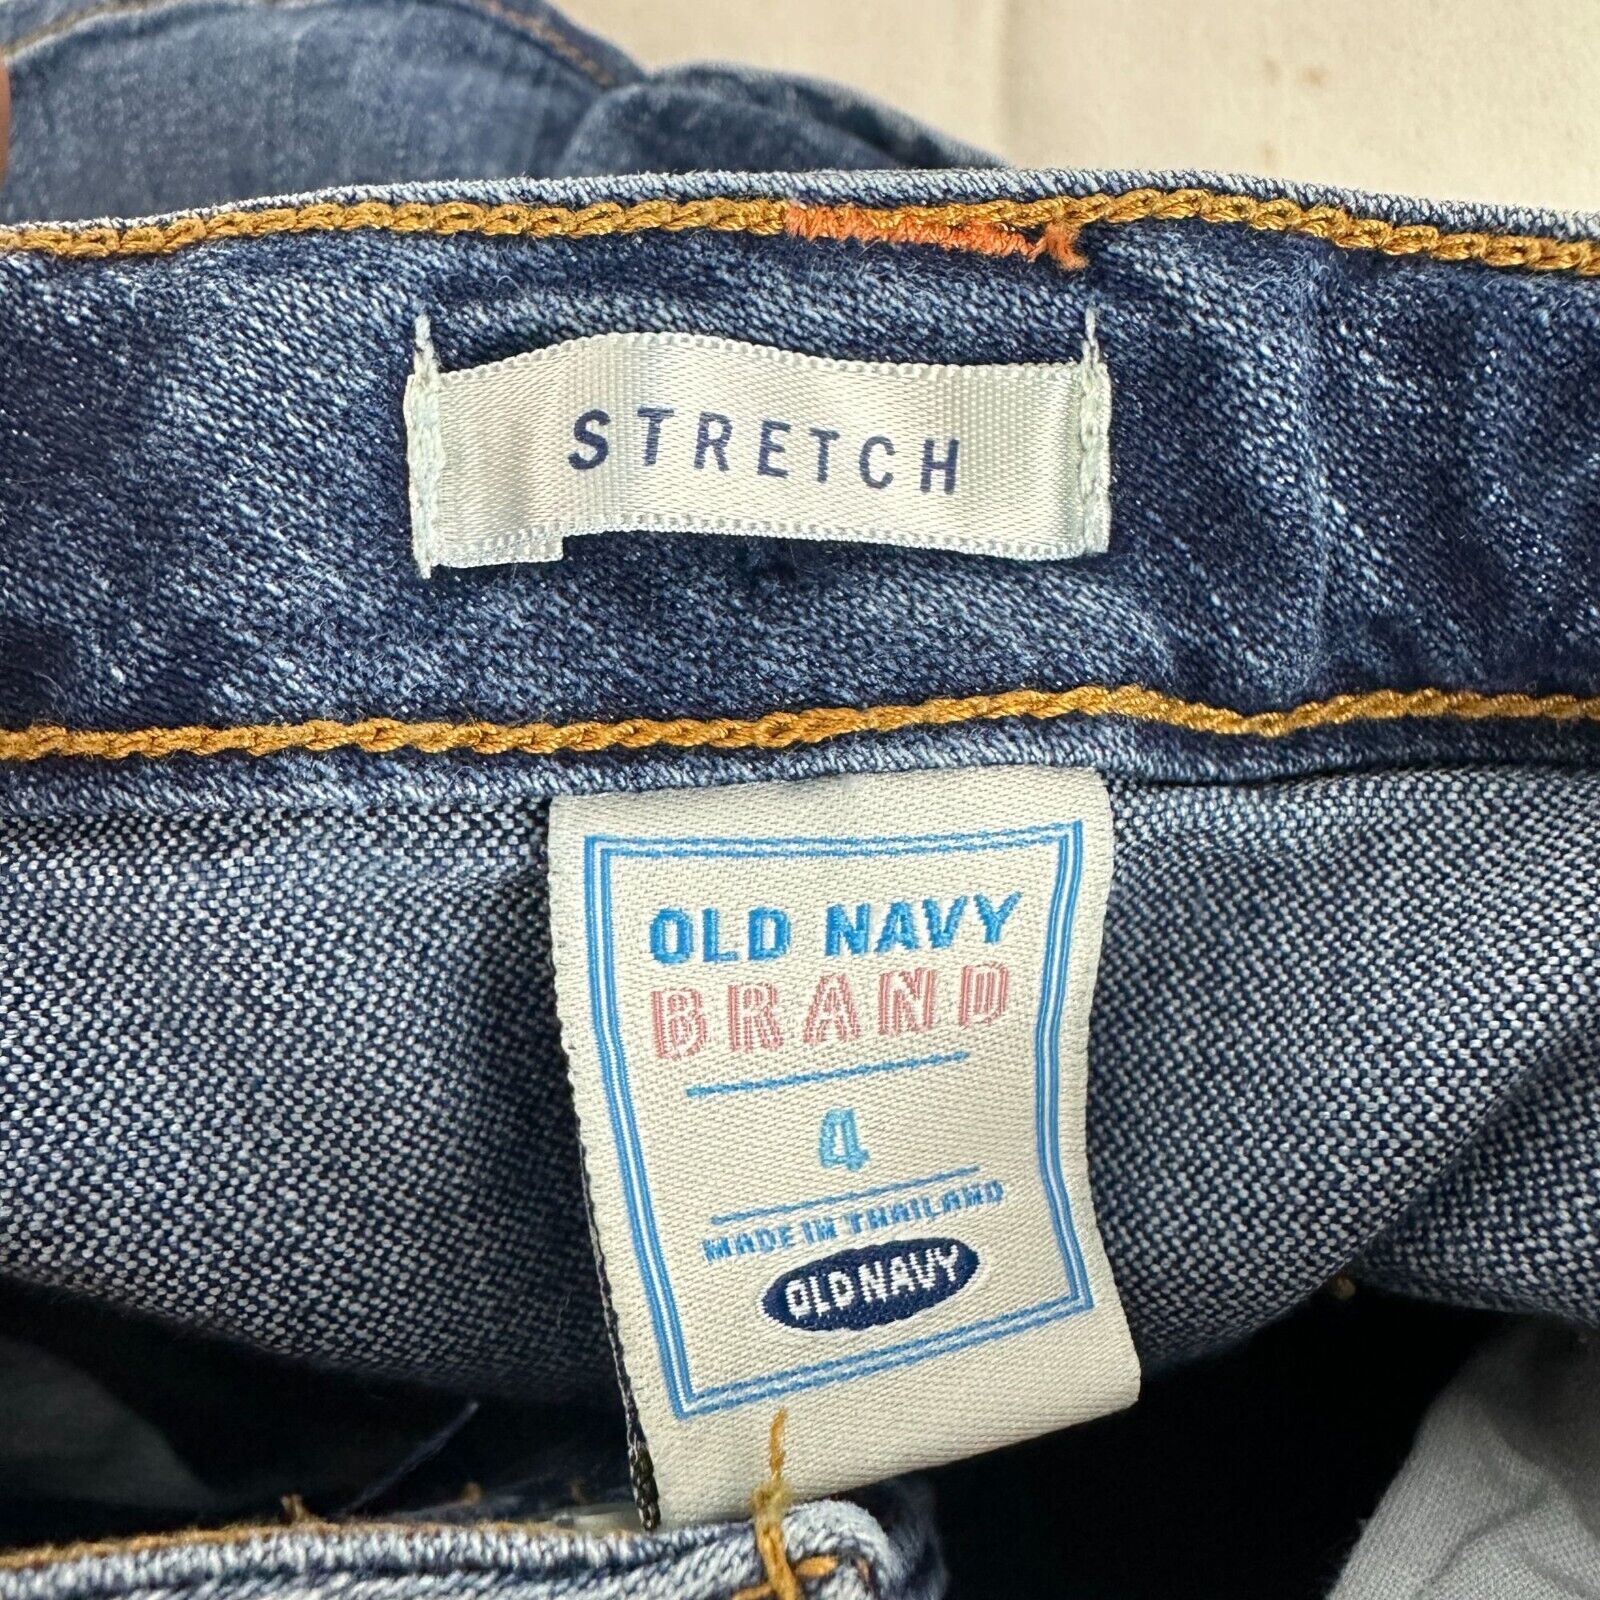 STRETCH
OLD NAVY
BRAND
4
MADE IN THAILAND
OLD NAVY